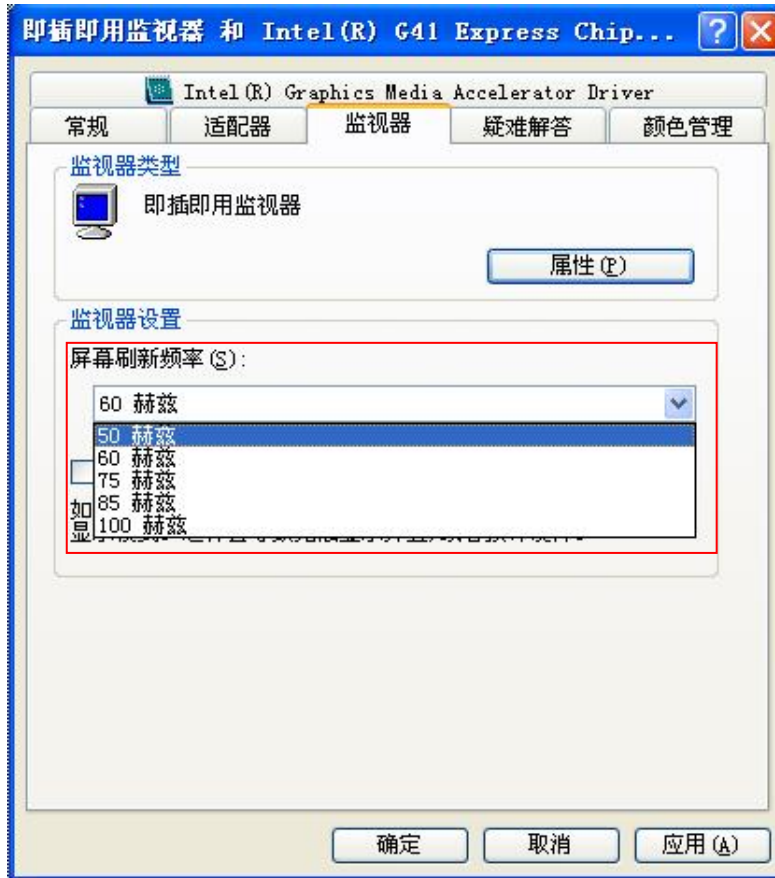 即插即用监视器 和 Intel(R) G41 Express Chip...
Intel(R) Graphics Media Accelerator Driver
常规 适配器 监视器 疑难解答 颜色管理
监视器类型
即插即用监视器
属性(P)
监视器设置
屏幕刷新频率(S):
60 赫兹
50 赫兹
60 赫兹
75 赫兹
85 赫兹
100 赫兹
如
显
确定 取消 应用(A)